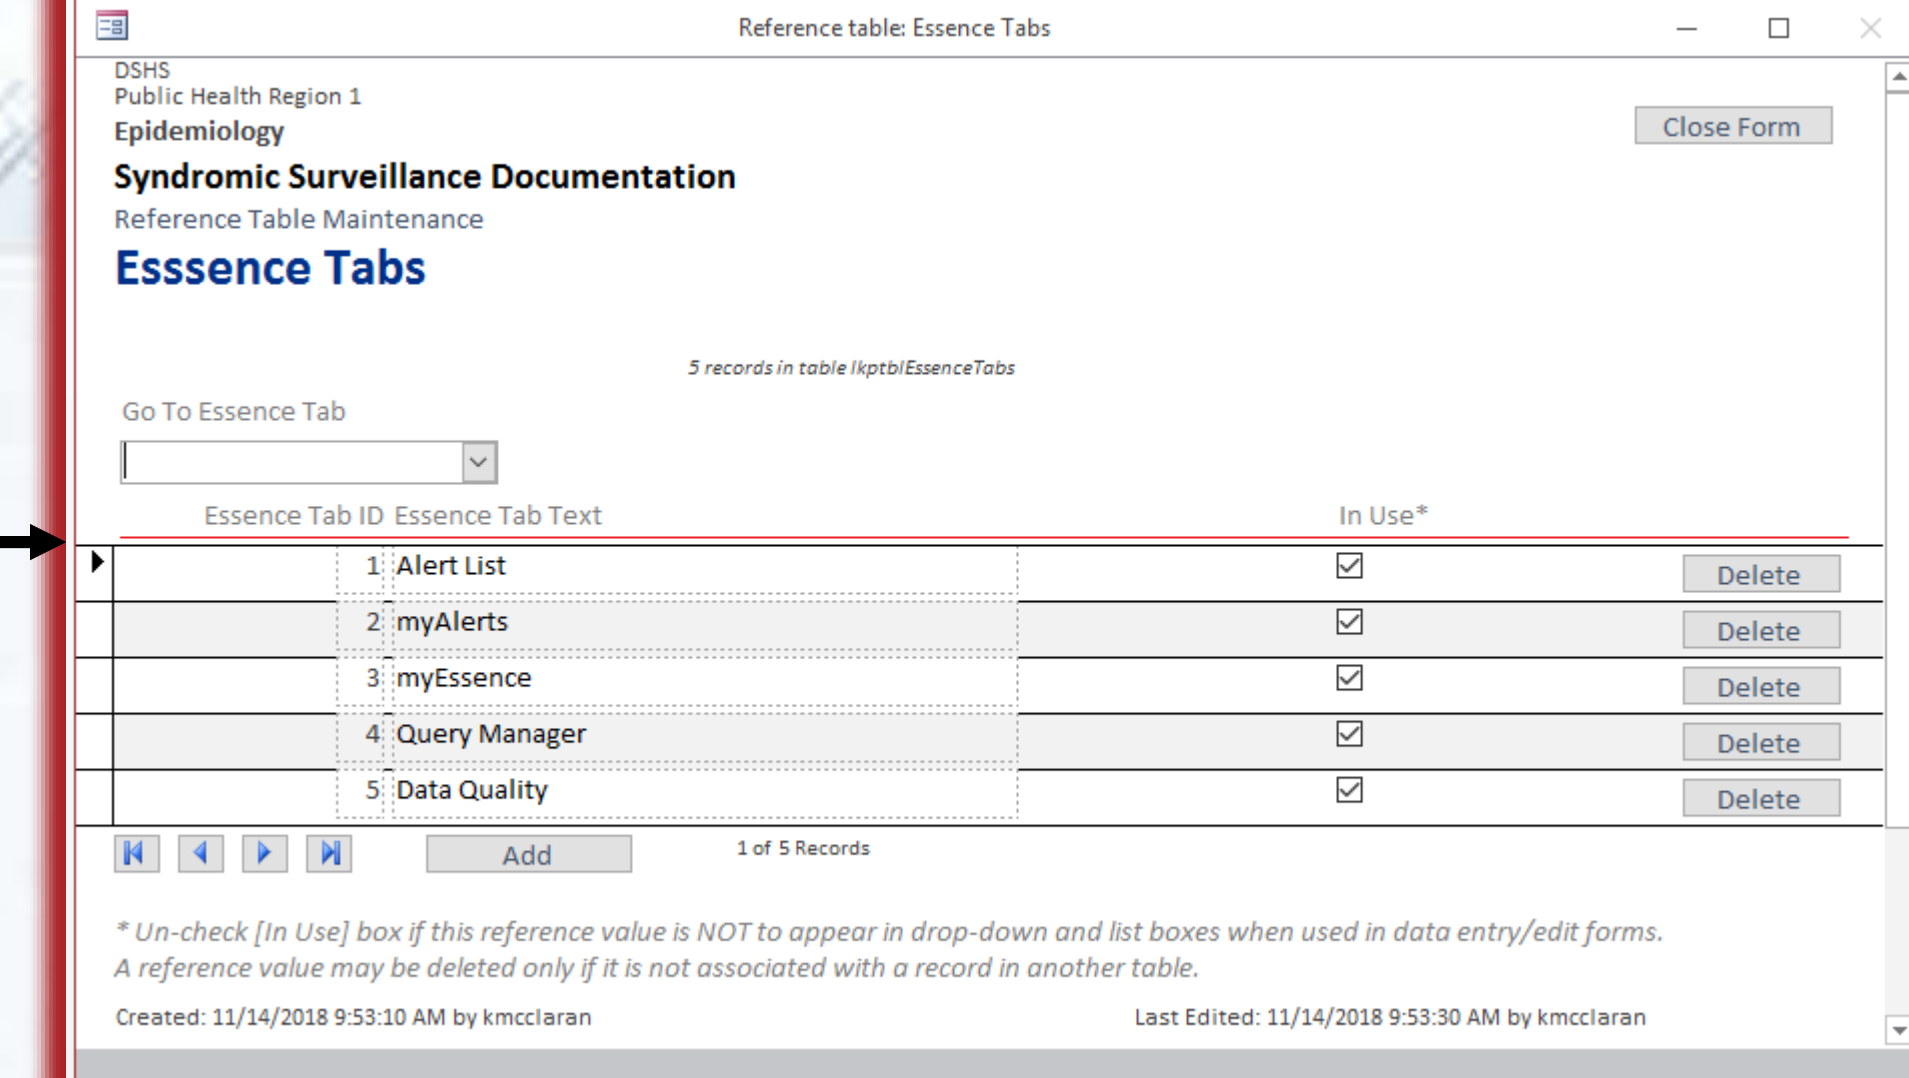 Reference table: Essence Tabs
DSHS
Public Health Region 1
Epidemiology
Close Form
Syndromic Surveillance Documentation
Reference Table Maintenance
Esssence Tabs
5 records in table lkptblEssenceTabs
Go To Essence Tab
Essence Tab ID Essence Tab Text In Use*
1 Alert List Delete
2 myAlerts Delete
3 myEssence Delete
4 Query Manager Delete
5 Data Quality Delete
Add 1 of 5 Records
* Un-check [In Use] box if this reference value is NOT to appear in drop-down and list boxes when used in data entry/edit forms.
A reference value may be deleted only if it is not associated with a record in another table.
Created: 11/14/2018 9:53:10 AM by kmcclaran Last Edited: 11/14/2018 9:53:30 AM by kmcclaran